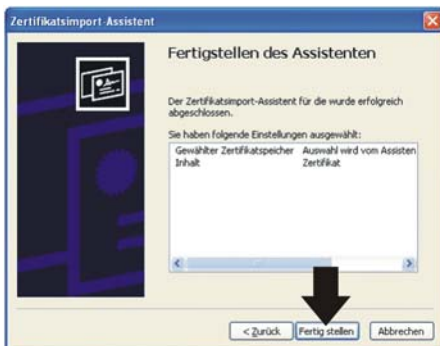 Zertifikatsimport-Assistent
Fertigstellen des Assistenten
Der Zertifikatsimport-Assistent für die wurde erfolgreich
abgeschlossen.
Sie haben folgende Einstellungen ausgewählt:
Gewählter Zertifikatspeicher Auswahl wird vom Assisten
Inhalt Zertifikat
< Zurück Fertig stellen Abbrechen